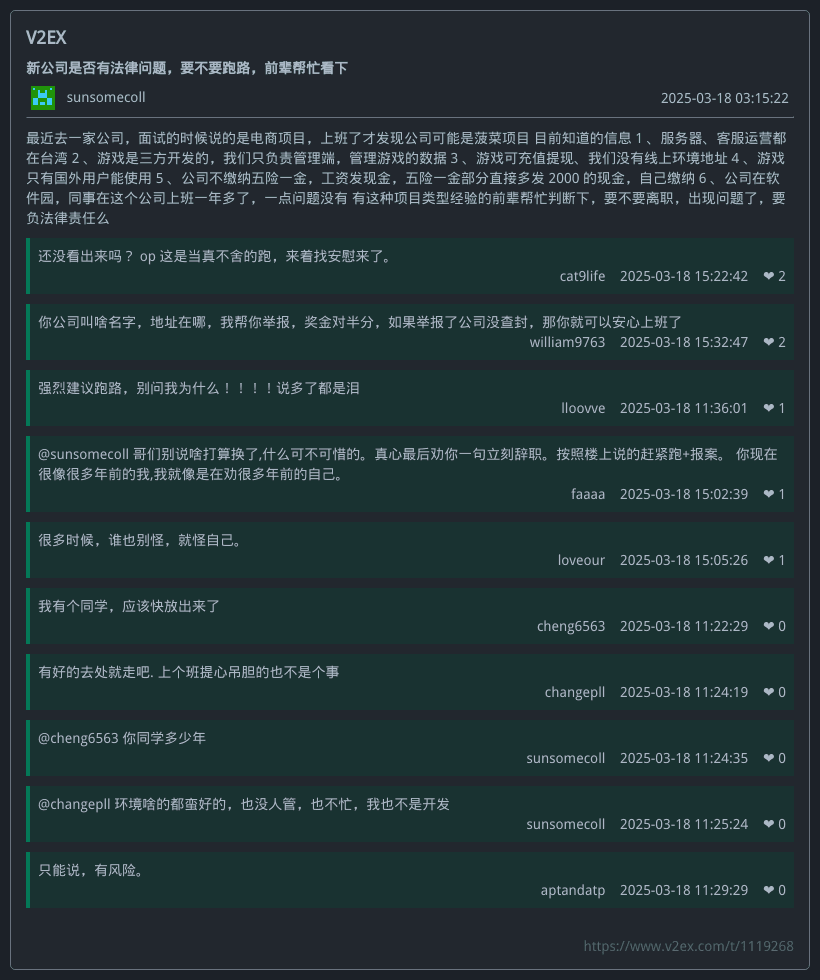 V2EX
新公司是否有法律问题，要不要跑路，前辈帮忙看下
sunsomecoll
2025-03-18 03:15:22
最近去一家公司，面试的时候说的是电商项目，上班了才发现公司可能是菠菜项目 目前知道的信息 1 、服务器、客服运营都
在台湾 2 、游戏是三方开发的，我们只负责管理端，管理游戏的数据 3 、游戏可充值提现、我们没有线上环境地址 4 、游戏
只有国外用户能使用 5 、公司不缴纳五险一金，工资发现金，五险一金部分直接多发 2000 的现金，自己缴纳 6 、公司在软
件园，同事在这个公司上班一年多了，一点问题没有 有这种项目类型经验的前辈帮忙判断下，要不要离职，出现问题了，要
负法律责任么
还没看出来吗？ op 这是当真不舍的跑，来着找安慰来了。
cat9life 2025-03-18 15:22:42 ❤ 2
你公司叫啥名字，地址在哪，我帮你举报，奖金对半分，如果举报了公司没查封，那你就可以安心上班了
william9763 2025-03-18 15:32:47 ❤ 2
强烈建议跑路，别问我为什么！！！！说多了都是泪
lloovve 2025-03-18 11:36:01 ❤ 1
@sunsomecoll 哥们别说啥打算换了,什么可不可惜的。真心最后劝你一句立刻辞职。按照楼上说的赶紧跑+报案。 你现在
很像很多年前的我,我就像是在劝很多年前的自己。
faaaa 2025-03-18 15:02:39 ❤ 1
很多时候，谁也别怪，就怪自己。
loveour 2025-03-18 15:05:26 ❤ 1
我有个同学，应该快放出来了
cheng6563 2025-03-18 11:22:29 ❤ 0
有好的去处就走吧. 上个班提心吊胆的也不是个事
changepll 2025-03-18 11:24:19 ❤ 0
@cheng6563 你同学多少年
sunsomecoll 2025-03-18 11:24:35 ❤ 0
@changepll 环境啥的都蛮好的，也没人管，也不忙，我也不是开发
sunsomecoll 2025-03-18 11:25:24 ❤ 0
只能说，有风险。
aptandatp 2025-03-18 11:29:29 ❤ 0
https://www.v2ex.com/t/1119268